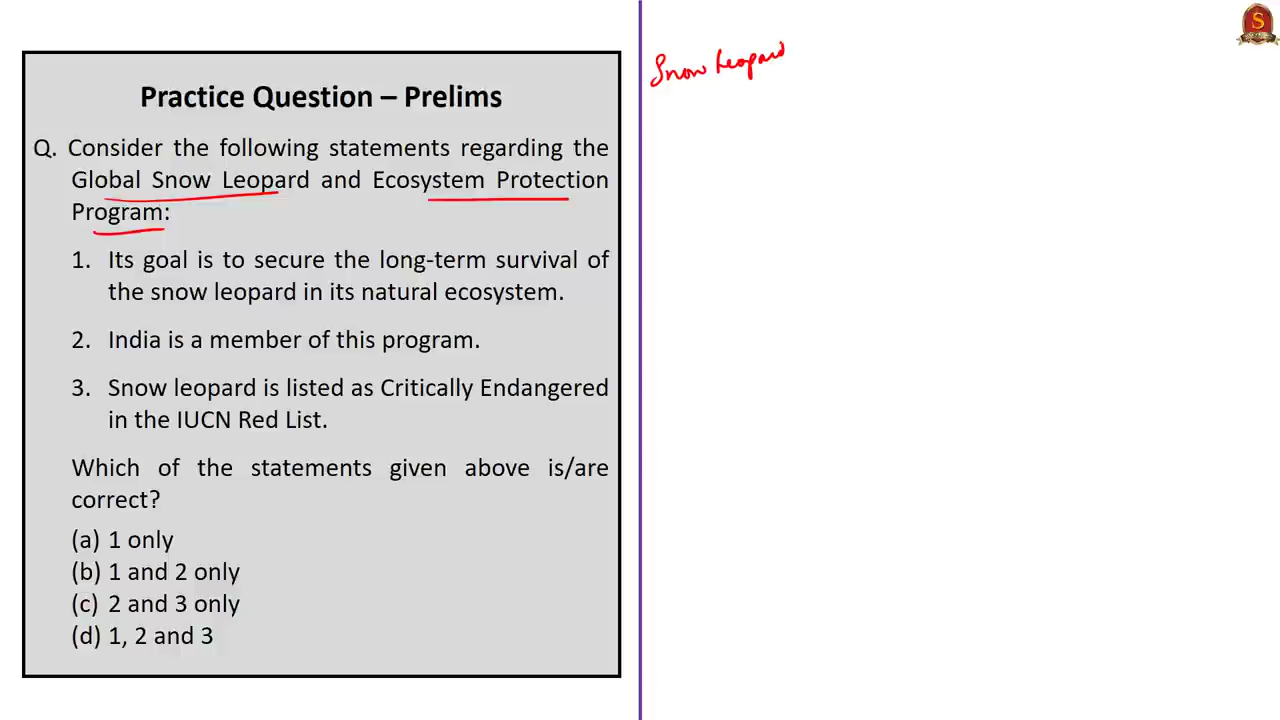 S
Snow Leopard
Practice Question – Prelims
Q. Consider the following statements regarding the
Global Snow Leopard and Ecosystem Protection
Program:
1. Its goal is to secure the long-term survival of
the snow leopard in its natural ecosystem.
2. India is a member of this program.
3. Snow leopard is listed as Critically Endangered
in the IUCN Red List.
Which of the statements given above is/are
correct?
(a) 1 only
(b) 1 and 2 only
(c) 2 and 3 only
(d) 1, 2 and 3